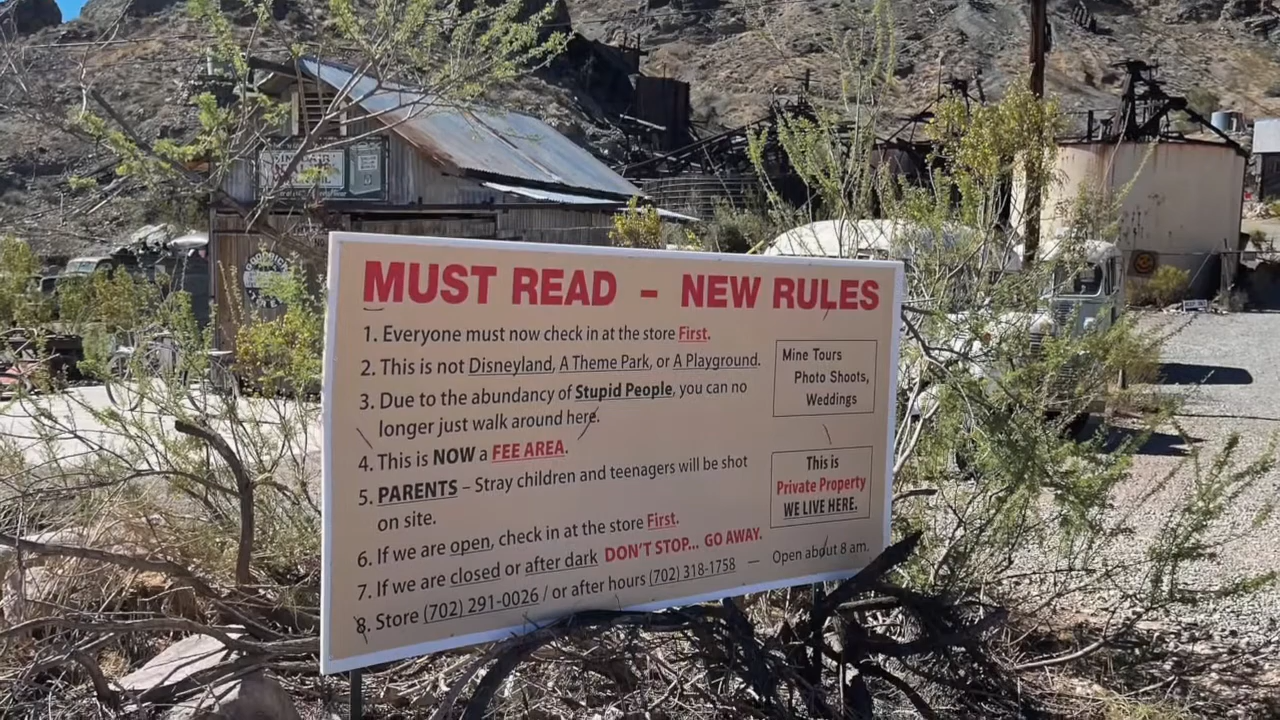 MUST READ – NEW RULES
1. Everyone must now check in at the store First.
2. This is not Disneyland, A Theme Park, or A Playground.
3. Due to the abundancy of Stupid People, you can no
longer just walk around here.
4. This is NOW a FEE AREA.
5. PARENTS – Stray children and teenagers will be shot
on site.
6. If we are open, check in at the store First.
7. If we are closed or after dark DON'T STOP... GO AWAY.
8. Store (702) 291-0026 / or after hours (702) 318-1758 — Open about 8 am.
Mine Tours
Photo Shoots,
Weddings
This is
Private Property
WE LIVE HERE.